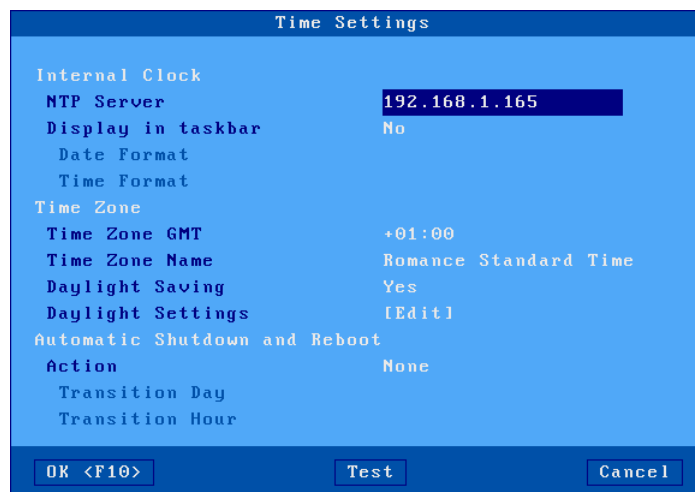 Time Settings
Internal Clock
NTP Server 192.168.1.165
Display in taskbar No
Date Format
Time Format
Time Zone
Time Zone GMT +01:00
Time Zone Name Romance Standard Time
Daylight Saving Yes
Daylight Settings [Edit]
Automatic Shutdown and Reboot
Action None
Transition Day
Transition Hour
OK <F10> Test Cancel